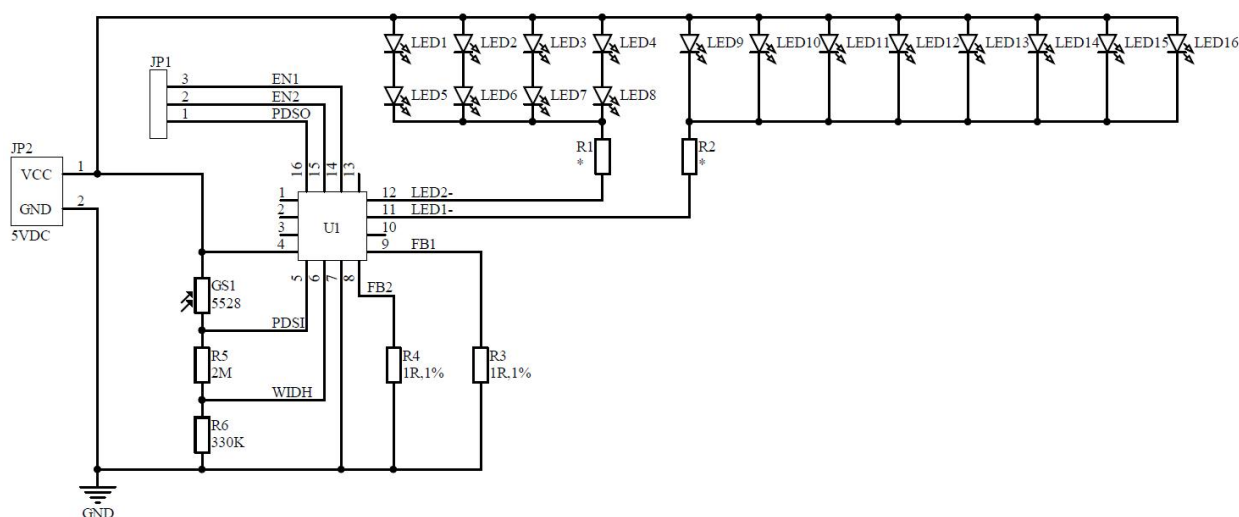 LED1 LED2 LED3 LED4 LED9 LED10 LED11 LED12 LED13 LED14 LED15 LED16
JP1
3 EN1
2 EN2
1 PDSO
LED5 LED6 LED7 LED8
R1
*
R2
*
JP2
VCC 1
GND 2
5VDC
16 15 14 13
1
2
3
4
U1
12 LED2-
11 LED1-
10
9 FB1
5 6 7 8
FB2
GS1
5528
PDSI
R5
2M
WIDH
R6
330K
R4
1R,1%
R3
1R,1%
GND